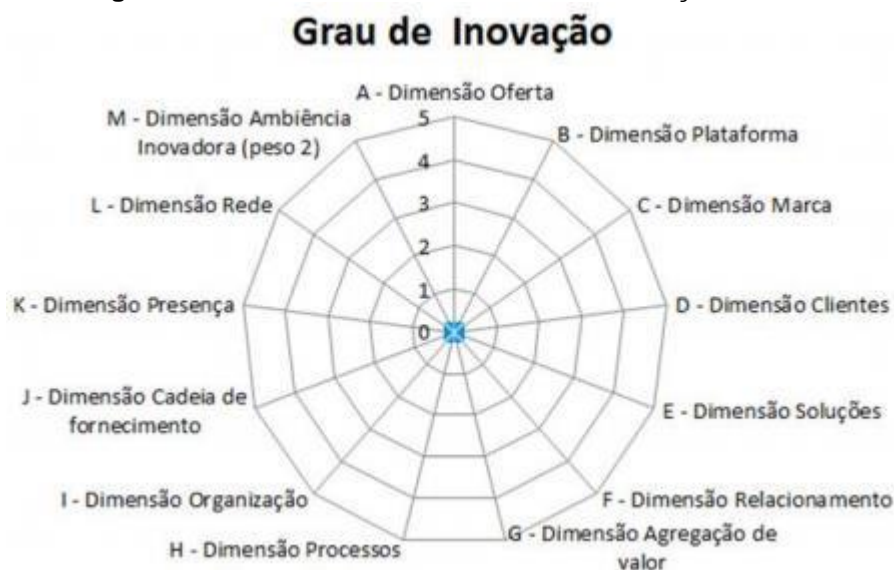 Grau de Inovação
A - Dimensão Oferta
M - Dimensão Ambiência
Inovadora (peso 2)
B - Dimensão Plataforma
L - Dimensão Rede
C - Dimensão Marca
K - Dimensão Presença
D - Dimensão Clientes
J - Dimensão Cadeia de
fornecimento
E - Dimensão Soluções
I - Dimensão Organização
F - Dimensão Relacionamento
H - Dimensão Processos
G - Dimensão Agregação de
valor
5
4
3
2
1
0